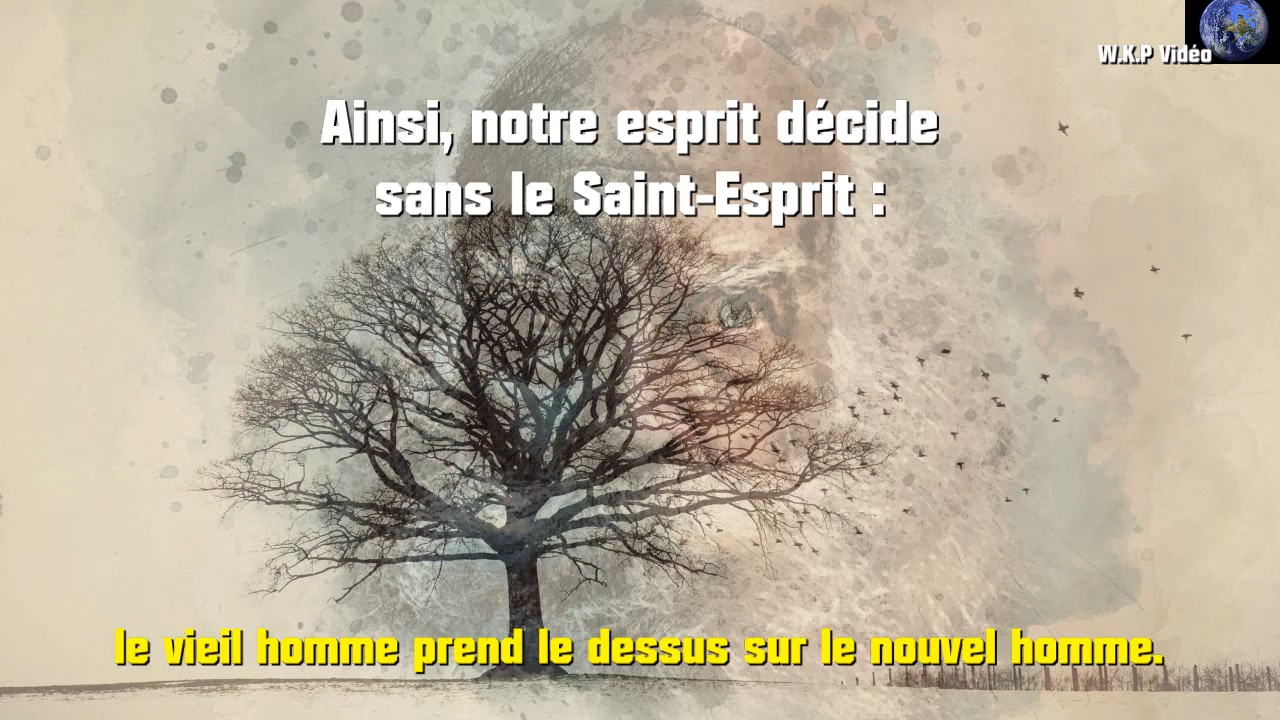 W.K.P Vidéo
Ainsi, notre esprit décide
sans le Saint-Esprit :
le vieil homme prend le dessus sur le nouvel homme.